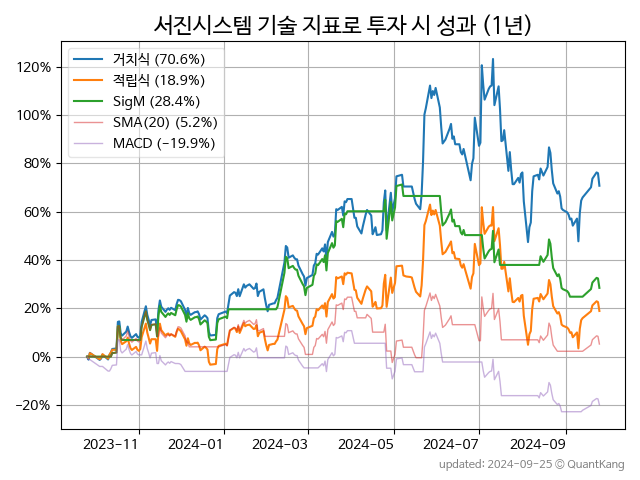 서진시스템 기술 지표로 투자 시 성과 (1년)
거치식 (70.6%)
적립식 (18.9%)
SigM (28.4%)
SMA(20) (5.2%)
MACD (−19.9%)
120%
100%
80%
60%
40%
20%
0%
−20%
2023-11 2024-01 2024-03 2024-05 2024-07 2024-09
updated: 2024-09-25 © QuantKang